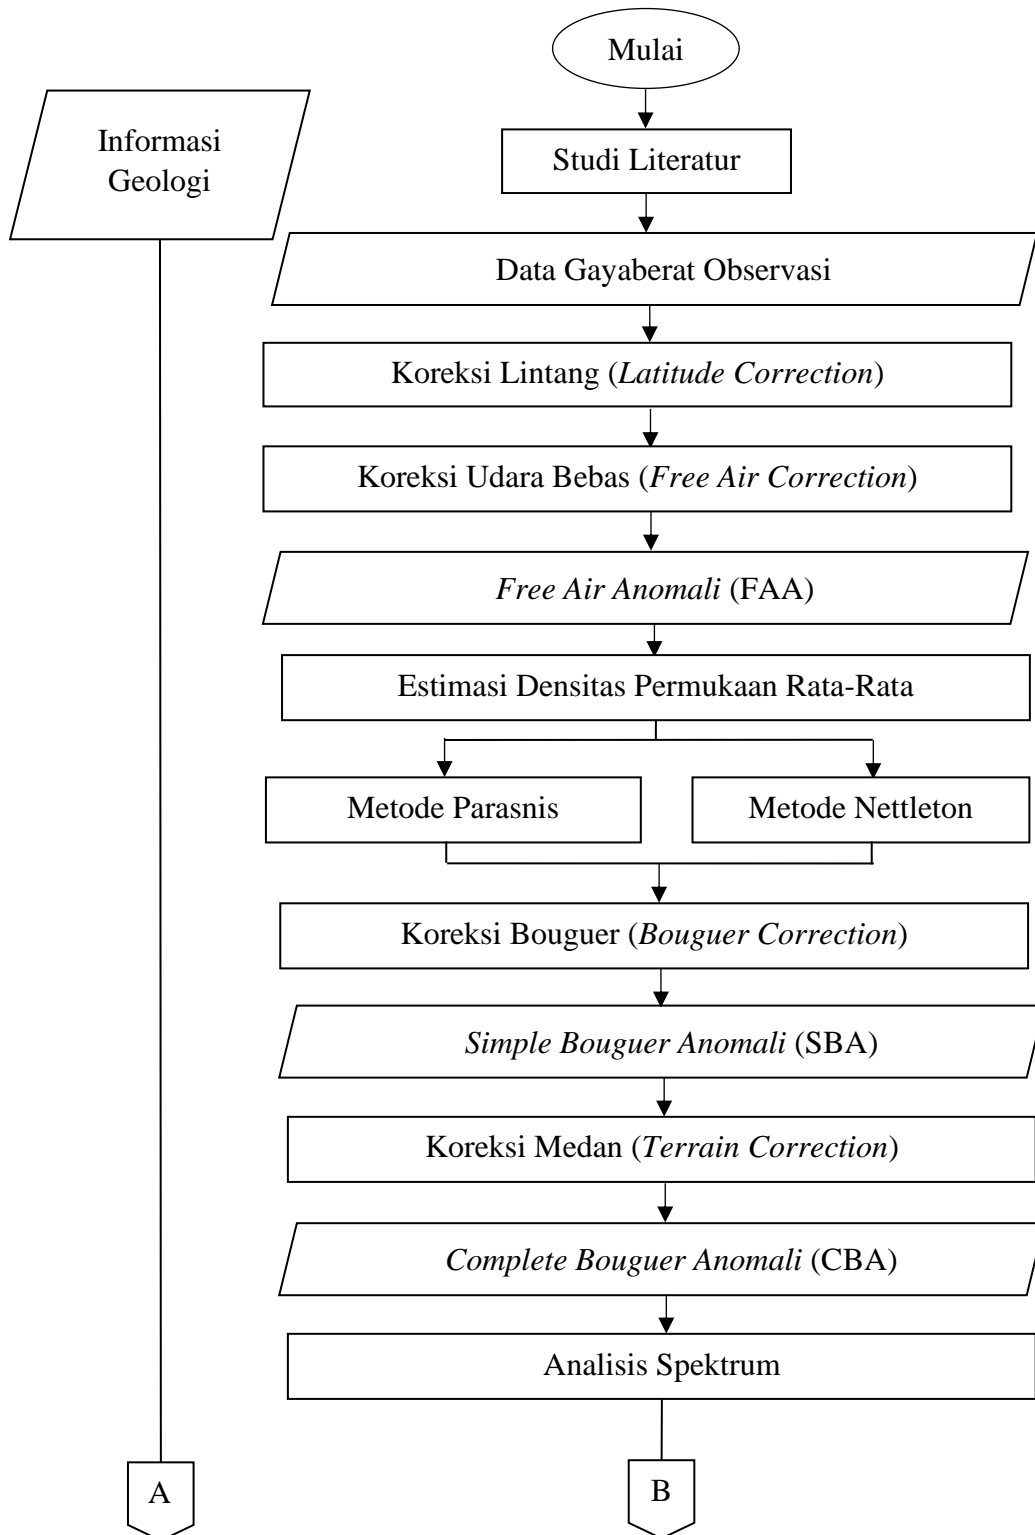 Mulai
Informasi
Geologi
Studi Literatur
Data Gayaberat Observasi
Koreksi Lintang (Latitude Correction)
Koreksi Udara Bebas (Free Air Correction)
Free Air Anomali (FAA)
Estimasi Densitas Permukaan Rata-Rata
Metode Parasnis
Metode Nettleton
Koreksi Bouguer (Bouguer Correction)
Simple Bouguer Anomali (SBA)
Koreksi Medan (Terrain Correction)
Complete Bouguer Anomali (CBA)
Analisis Spektrum
A
B